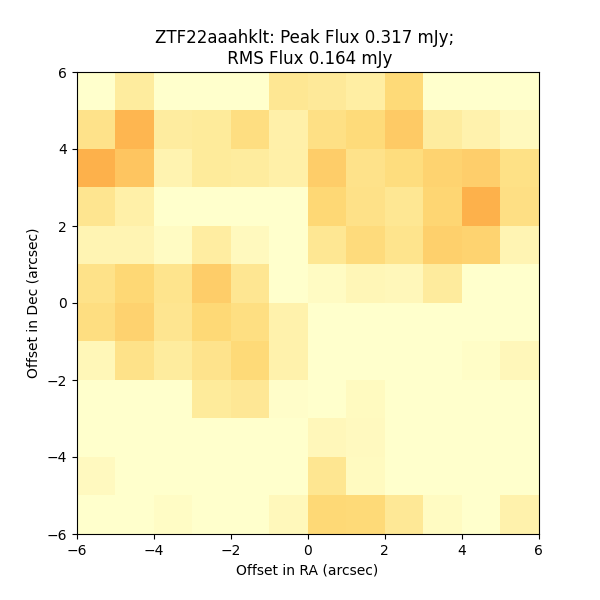 ZTF22aaahklt: Peak Flux 0.317 mJy;
RMS Flux 0.164 mJy
6
4
2
0
−2
−4
−6
Offset in Dec (arcsec)
−6 −4 −2 0 2 4 6
Offset in RA (arcsec)